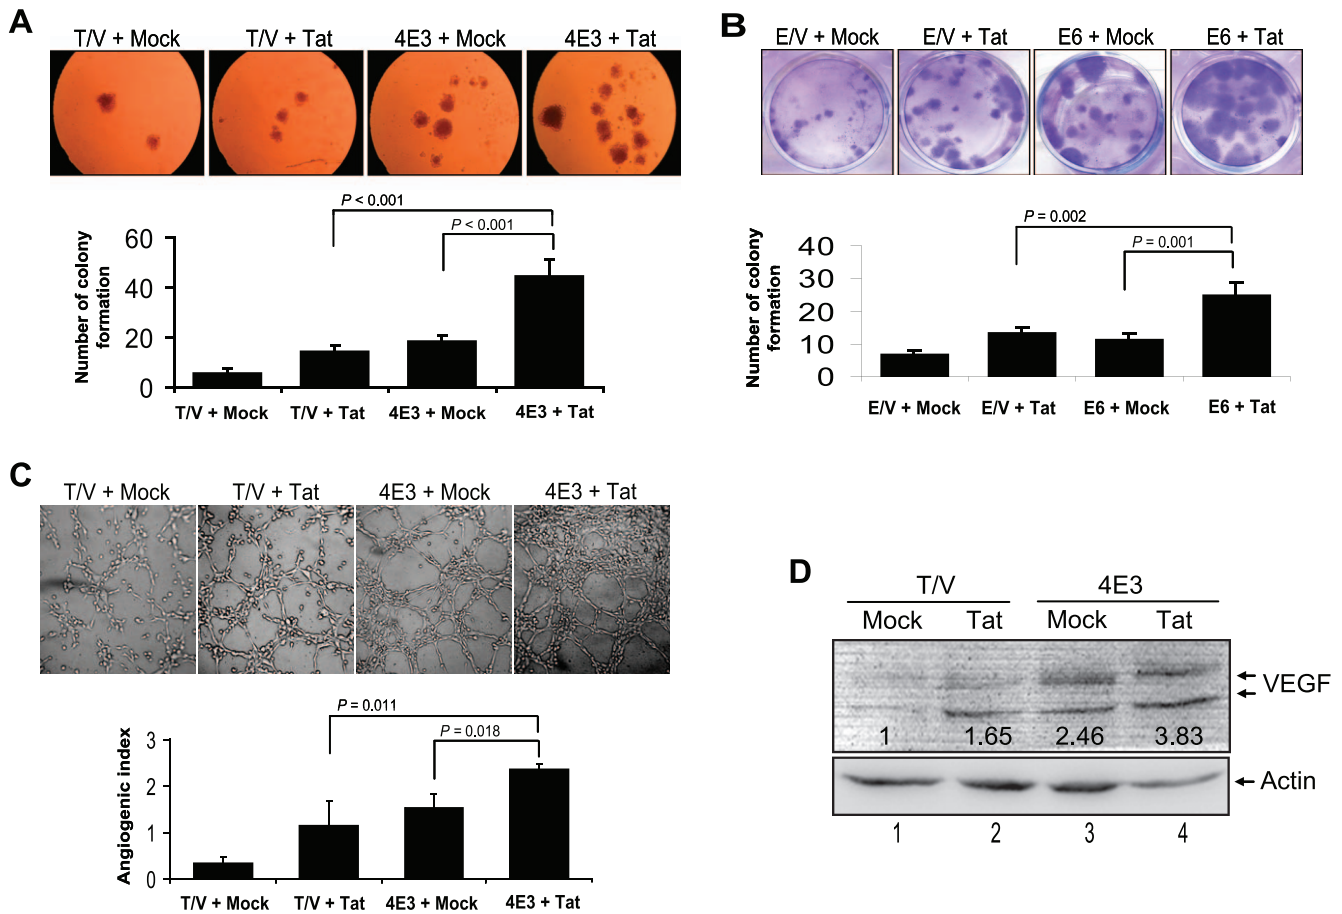 A
T/V + Mock T/V + Tat 4E3 + Mock 4E3 + Tat
P < 0.001
P < 0.001
Number of colony
formation
60
40
20
0
T/V + Mock T/V + Tat 4E3 + Mock 4E3 + Tat
B
E/V + Mock E/V + Tat E6 + Mock E6 + Tat
P = 0.002
P = 0.001
Number of colony
formation
40
30
20
10
0
E/V + Mock E/V + Tat E6 + Mock E6 + Tat
C
T/V + Mock T/V + Tat 4E3 + Mock 4E3 + Tat
P = 0.011
P = 0.018
Angiogenic index
3
2
1
0
T/V + Mock T/V + Tat 4E3 + Mock 4E3 + Tat
D
T/V 4E3
Mock Tat Mock Tat
VEGF
1 1.65 2.46 3.83
Actin
1 2 3 4